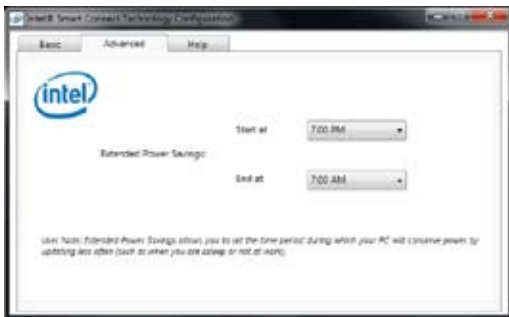 Intel® Smart Connect Technology Configuration
Basic Advanced Help
intel
Start at 7:00 PM
Extended Power Savings:
End at: 7:00 AM
User Note: Extended Power Savings allows you to set the time period during which your PC will conserve power by
updating less often (such as when you are asleep or not at work).